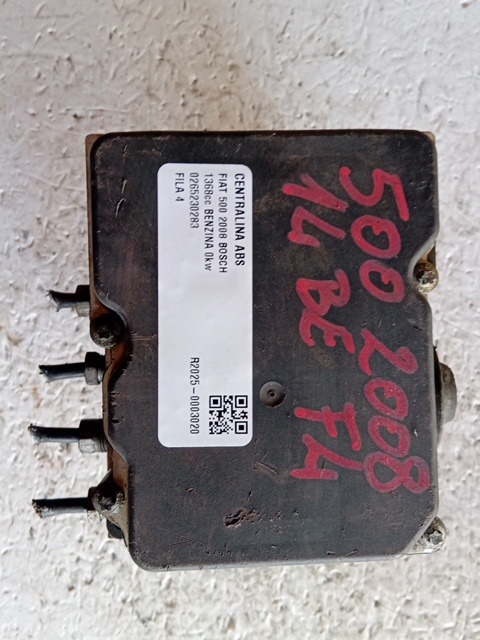 CENTRALINA ABS
FIAT 500 2008 BOSCH
1368cc BENZINA 0kw
0265230283
FILA 4
R2025-0003020
500 2008
14 BE F4